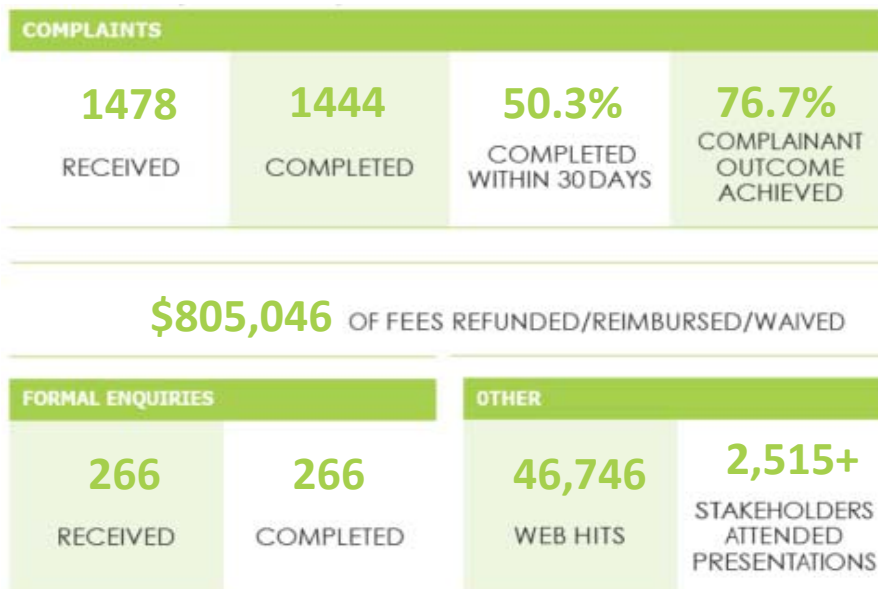 COMPLAINTS
1478
RECEIVED
1444
COMPLETED
50.3%
COMPLETED
WITHIN 30 DAYS
76.7%
COMPLAINANT
OUTCOME
ACHIEVED
$805,046 OF FEES REFUNDED/REIMBURSED/WAIVED
FORMAL ENQUIRIES
266
RECEIVED
266
COMPLETED
OTHER
46,746
WEB HITS
2,515+
STAKEHOLDERS
ATTENDED
PRESENTATIONS